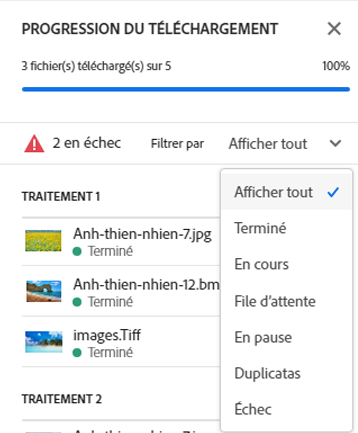 PROGRESSION DU TÉLÉCHARGEMENT
3 fichier(s) téléchargé(s) sur 5 100%
2 en échec Filtrer par Afficher tout
Afficher tout
Terminé
En cours
File d'attente
En pause
Duplicatas
Échec
TRAITEMENT 1
Anh-thien-nhien-7.jpg
Terminé
Anh-thien-nhien-12.bm
Terminé
images.Tiff
Terminé
TRAITEMENT 2